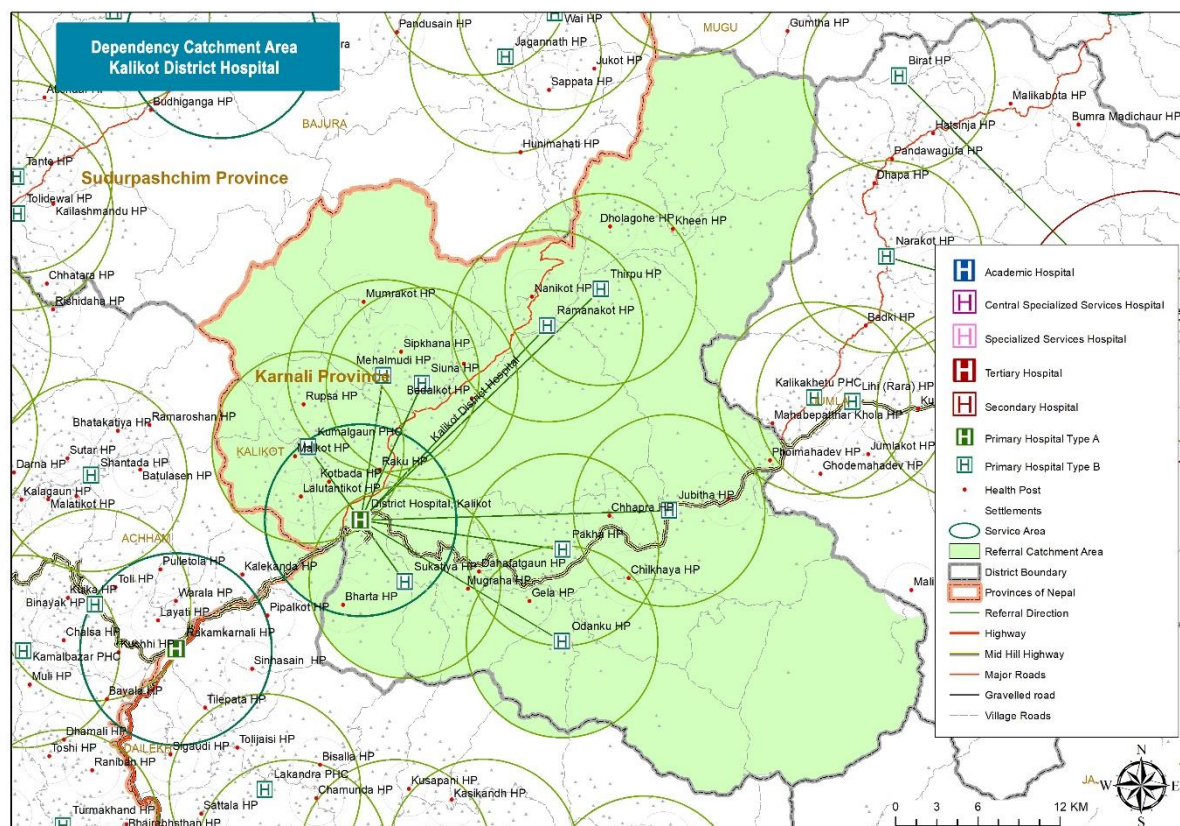 Dependency Catchment Area
Kalikot District Hospital
Pandusain HP
Wai HP
MUGU
Gumtha HP
Jagannath HP
Jukot HP
Sappata HP
Birat HP
Malikabota HP
Bumra Madichaur HP
Hatsinja HP
Budhiganga HP
BAJURA
Hunimahati HP
Pandawagufa HP
Tante HP
Dhapa HP
Sudurpashchim Province
Tolidewal HP
Kailashmandu HP
Dholagohe HP
Kheen HP
Narakot HP
Chhatara HP
Rishidaha HP
Thirpu HP
Nanikot HP
Mumrakot HP
Ramanakot HP
Badki HP
Sipkhana HP
Mehalmudi HP
Siuna HP
Karnali Province
Badalkot HP
Rupsa HP
Kalikot District Hospital
Kalikakhetu PHC
Lihi (Rara) HP
JUMLA
Ku
Mahabepatthar Khola HP
Ramaroshan HP
Bhatakatiya HP
Kumalgaun PHC
Malkot HP
KALIKOT
Sutar HP
Darna HP
Shantada HP
Batulasen HP
Raku HP
Kotbada HP
Lalutantikot HP
Phoimahadev HP
Jumlakot HP
Ghodemahadev HP
Kalagaun HP
Malatikot HP
District Hospital, Kalikot
Jubitha HP
Chhapra HP
ACHHAM
Pakha HP
Pulletola HP
Kalekanda HP
Toli HP
Sukatiya HP
Dahafatgaun HP
Mugraha HP
Chilkhaya HP
Kuika HP
Binayak HP
Warala HP
Bharta HP
Gela HP
Mali
Layati HP
Pipalkot HP
Rakamkarnali HP
Odanku HP
Chalsa HP
Kushhi HP
Kamalbazar PHC
Sinhasain HP
Muli HP
Bayala HP
Tilepata HP
Dhamali HP
Toshi HP
DAILEKH
Sigaudi HP
Tolijaisi HP
Raniban HP
Bisalla HP
Lakandra PHC
Kusapani HP
Chamunda HP
Kasikandh HP
Turmakhand HP
Sattala HP
Bhairabhsthan HP
JA
Academic Hospital
Central Specialized Services Hospital
Specialized Services Hospital
Tertiary Hospital
Secondary Hospital
Primary Hospital Type A
Primary Hospital Type B
Health Post
Settlements
Service Area
Referral Catchment Area
District Boundary
Provinces of Nepal
Referral Direction
Highway
Mid Hill Highway
Major Roads
Gravelled road
Village Roads
N
W E
S
0 3 6 12 KM